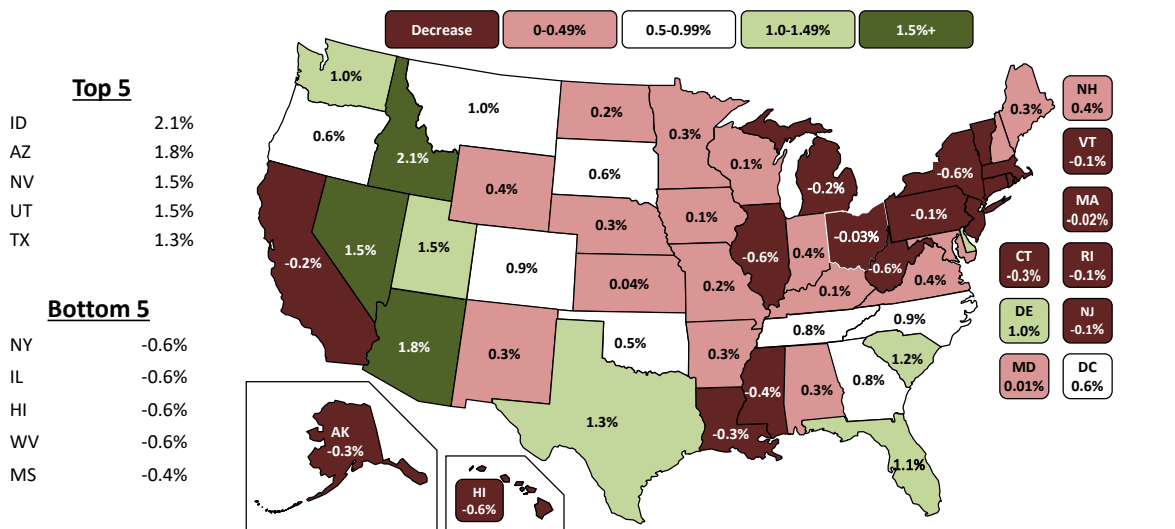 Decrease 0-0.49% 0.5-0.99% 1.0-1.49% 1.5%+
Top 5
ID 2.1%
AZ 1.8%
NV 1.5%
UT 1.5%
TX 1.3%
Bottom 5
NY -0.6%
IL -0.6%
HI -0.6%
WV -0.6%
MS -0.4%
1.0%
0.6%
1.0%
2.1%
0.4%
-0.2%
1.5%
1.5%
0.9%
1.8%
0.3%
0.2%
0.6%
0.3%
0.04%
0.5%
1.3%
0.3%
0.1%
0.2%
0.3%
-0.3%
0.1%
-0.6%
-0.2%
0.4%
-0.03%
0.1%
0.8%
-0.4%
0.3%
0.8%
1.1%
1.2%
0.9%
0.4%
-0.6%
-0.1%
-0.6%
0.3%
NH
0.4%
VT
-0.1%
MA
-0.02%
CT
-0.3%
RI
-0.1%
DE
1.0%
NJ
-0.1%
MD
0.01%
DC
0.6%
AK
-0.3%
HI
-0.6%